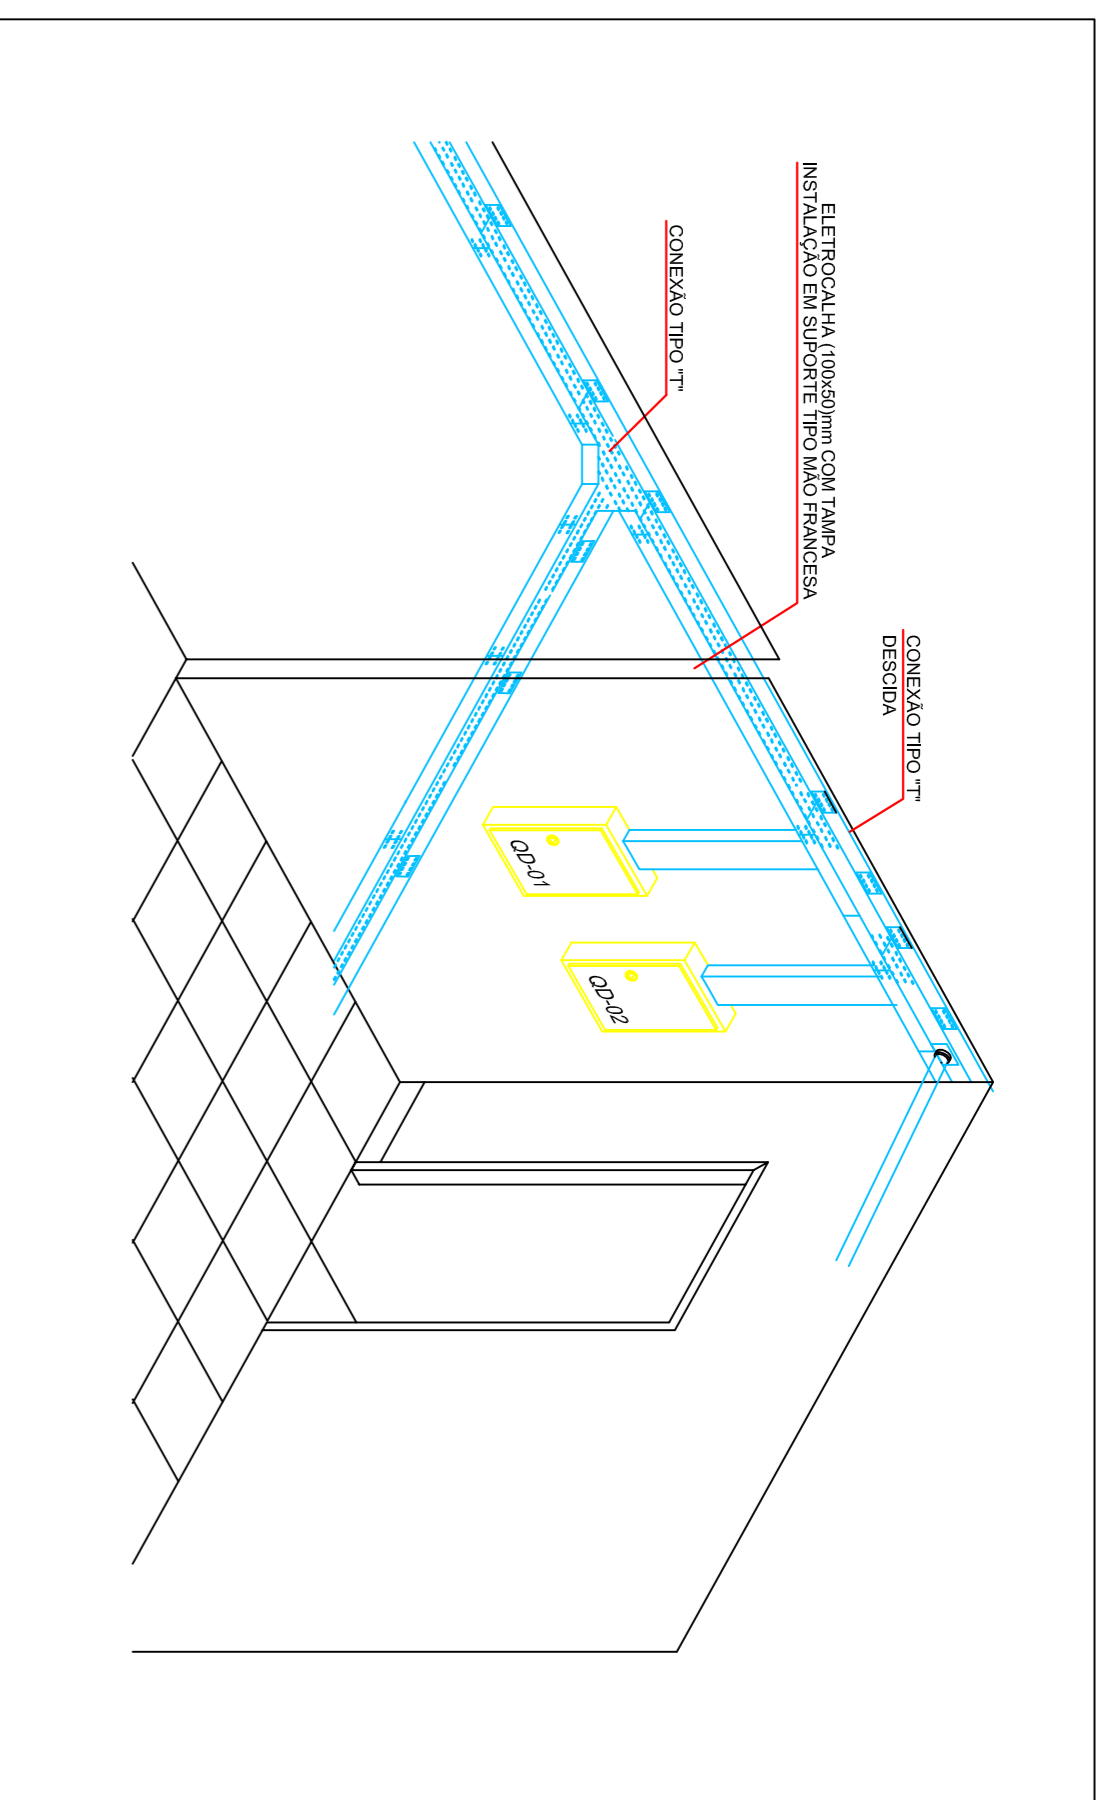 ELETROCALHA (100x50)mm COM TAMPA
INSTALAÇÃO EM SUPORTE TIPO MÃO FRANCESA
CONEXÃO TIPO "T"
CONEXÃO TIPO "T"
DESCIDA
QD-01
QD-02